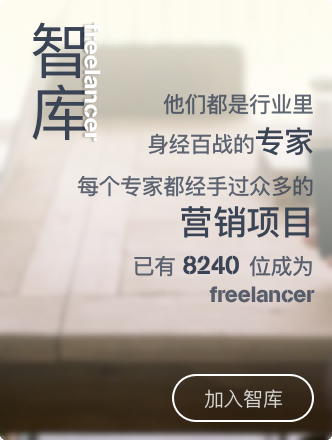 智库
freelancer
他们都是行业里
身经百战的专家
每个专家都经手过众多的
营销项目
已有 8240 位成为
freelancer
加入智库